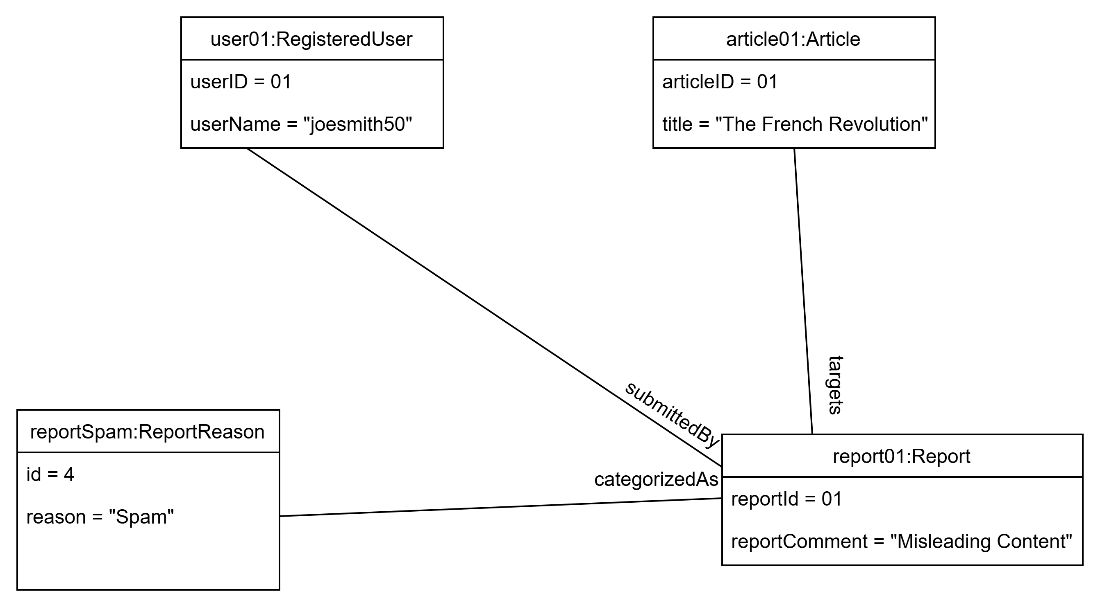 user01:RegisteredUser
userID = 01
userName = "joesmith50"
article01:Article
articleID = 01
title = "The French Revolution"
targets
submittedBy
categorizedAs
reportSpam:ReportReason
id = 4
reason = "Spam"
report01:Report
reportId = 01
reportComment = "Misleading Content"